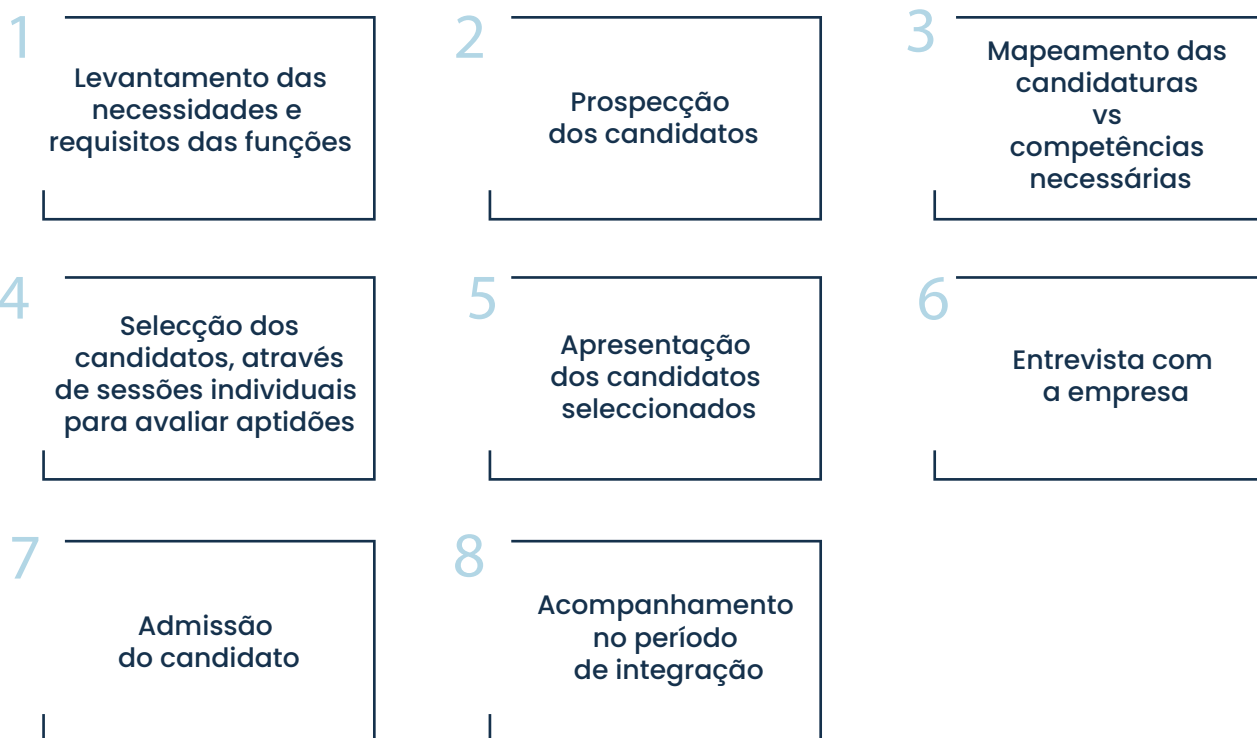 1
Levantamento das
necessidades e
requisitos das funções
2
Prospecção
dos candidatos
3
Mapeamento das
candidaturas
vs
competências
necessárias
4
Selecção dos
candidatos, através
de sessões individuais
para avaliar aptidões
5
Apresentação
dos candidatos
seleccionados
6
Entrevista com
a empresa
7
Admissão
do candidato
8
Acompanhamento
no período
de integração